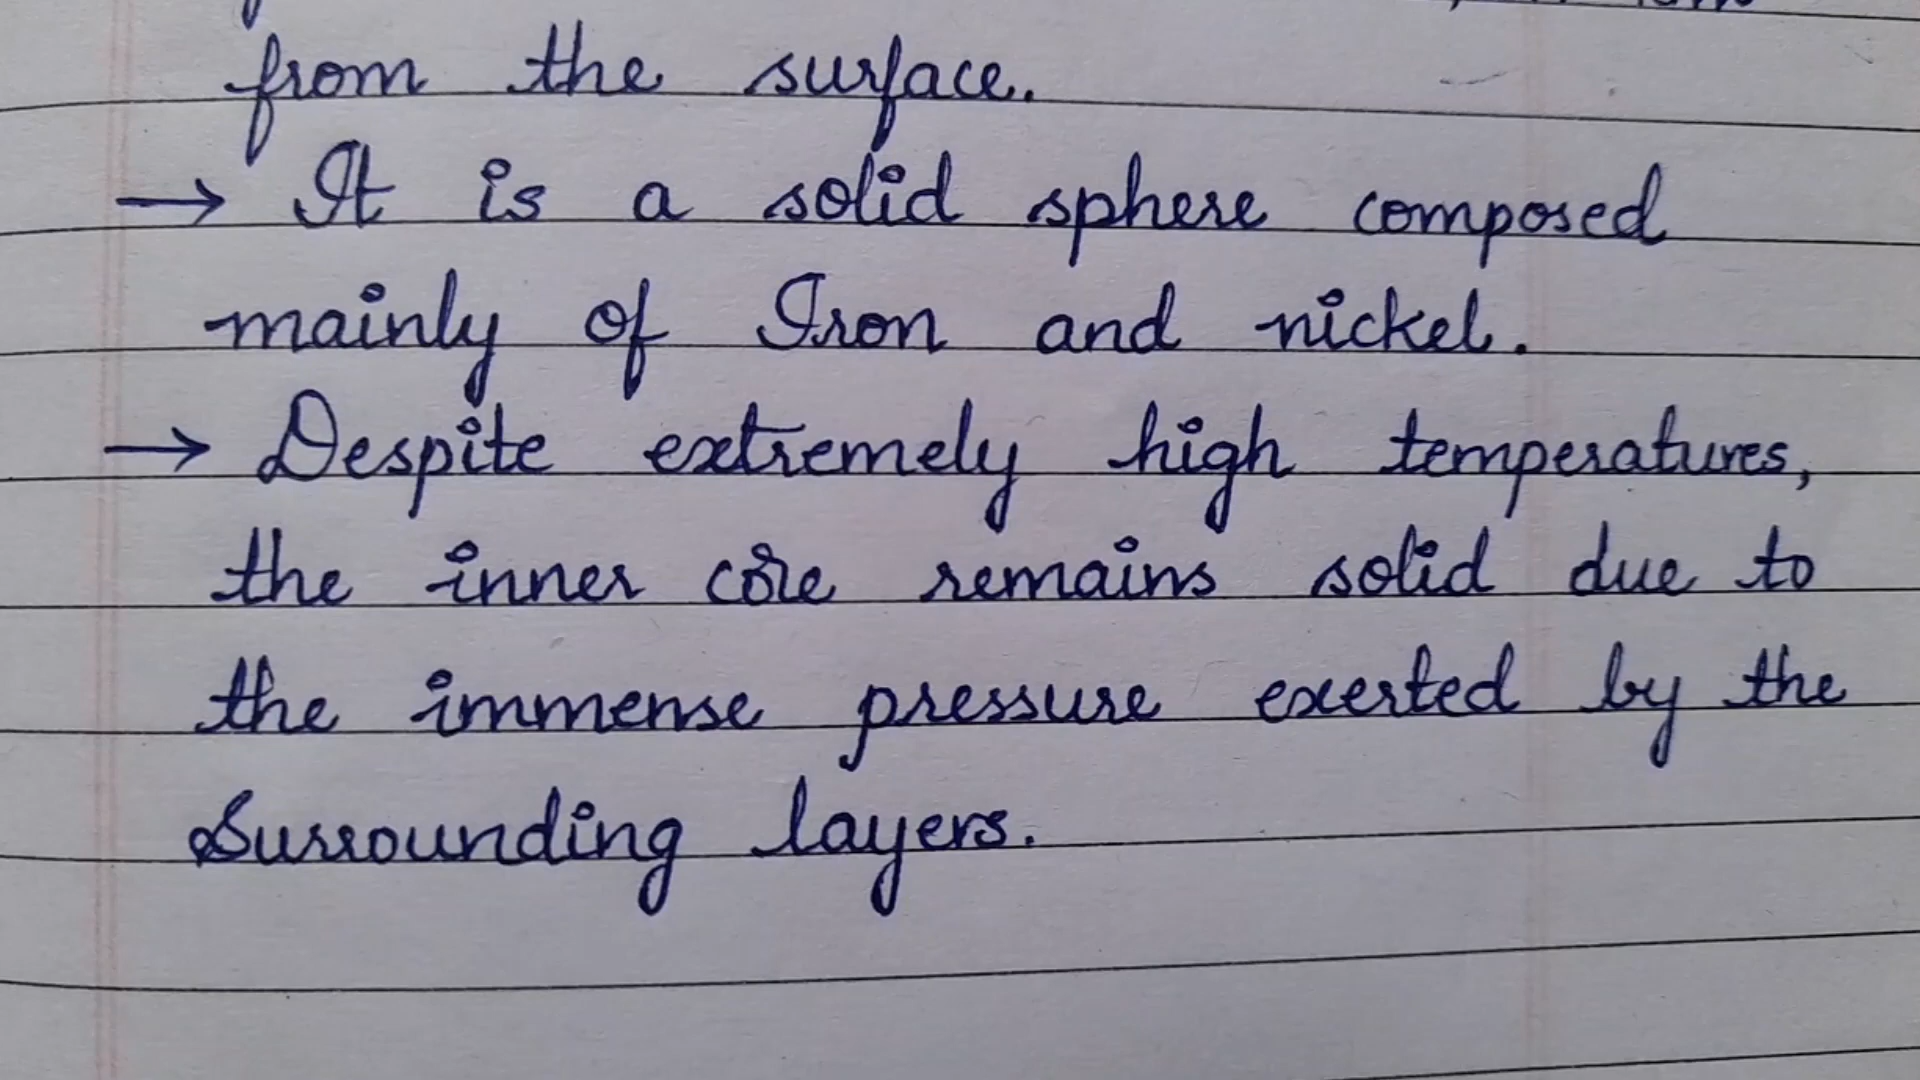 from the surface.
→ It is a solid sphere composed
mainly of Iron and nickel.
→ Despite extremely high temperatures,
the inner core remains solid due to
the immense pressure exerted by the
Surrounding layers.